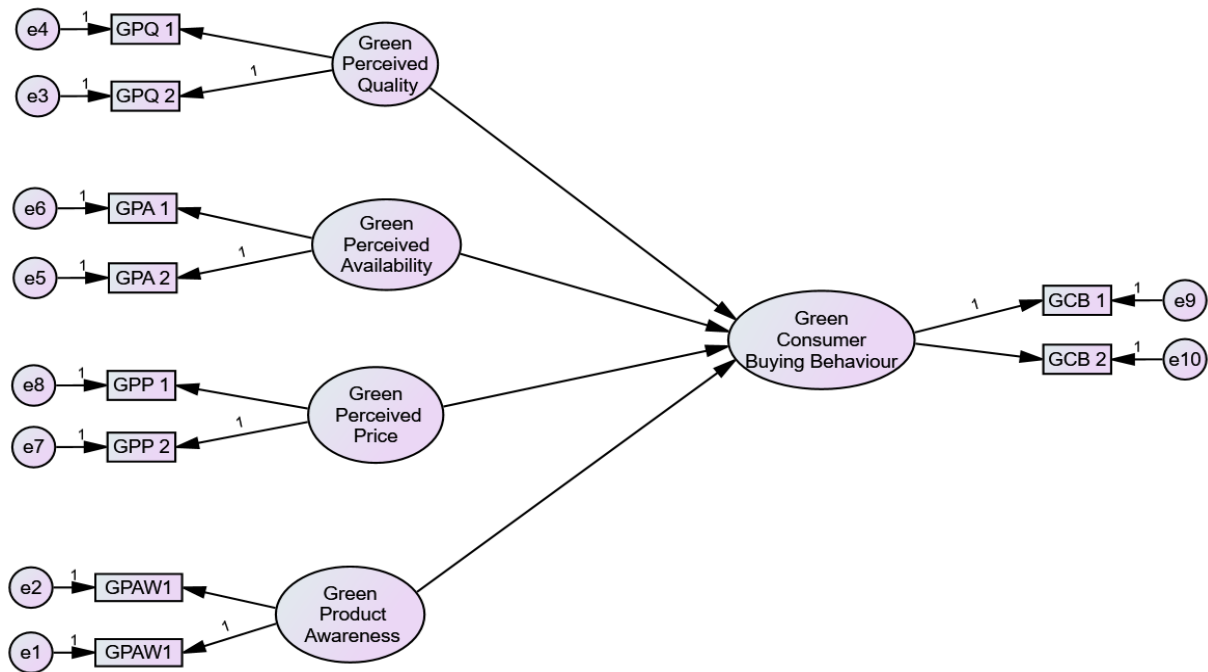 e4
1
GPQ 1
e3
1
GPQ 2
1
Green
Perceived
Quality
e6
1
GPA 1
e5
1
GPA 2
1
Green
Perceived
Availability
e8
1
GPP 1
e7
1
GPP 2
1
Green
Perceived
Price
e2
1
GPAW1
e1
1
GPAW1
1
Green
Product
Awareness
Green
Consumer
Buying Behaviour
1
GCB 1
1
e9
GCB 2
1
e10